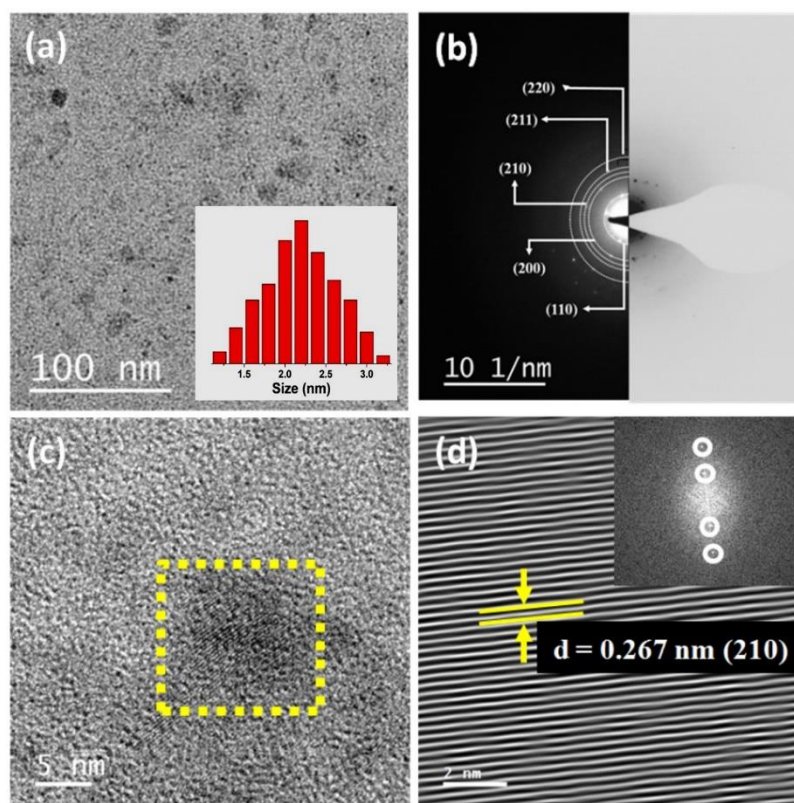 (a)
100 nm
1.5 2.0 2.5 3.0
Size (nm)
(b)
(220)
(211)
(210)
(200)
(110)
10 1/nm
(c)
5 nm
(d)
d = 0.267 nm (210)
2 nm